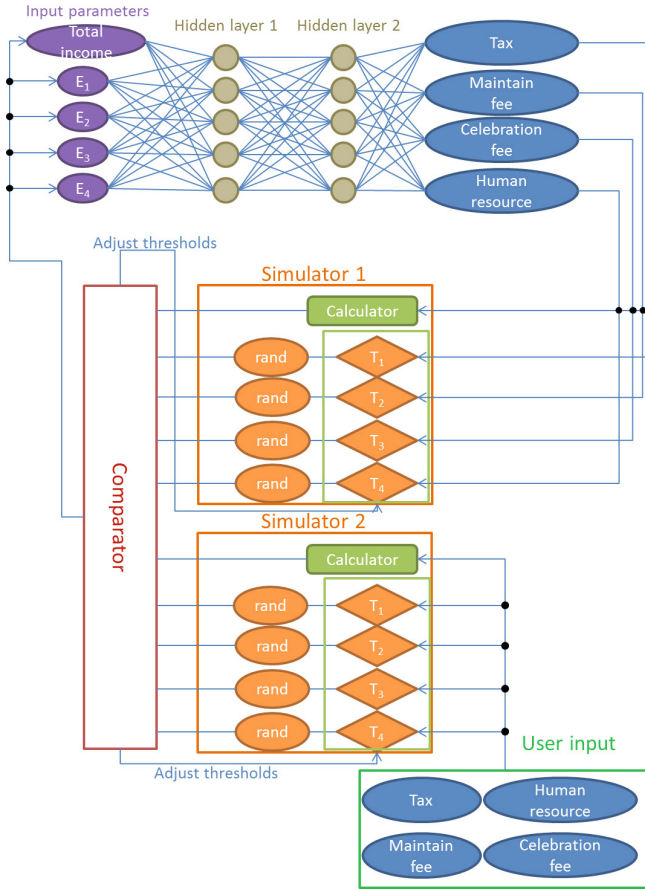 Input parameters
Hidden layer 1
Hidden layer 2
Total
income
Tax
E1
Maintain
fee
E2
Celebration
fee
E3
Human
resource
E4
Adjust thresholds
Simulator 1
Calculator
rand
T1
rand
T2
rand
T3
rand
T4
Comparator
Simulator 2
Calculator
rand
T1
rand
T2
rand
T3
rand
T4
User input
Adjust thresholds
Tax
Human
resource
Maintain
fee
Celebration
fee